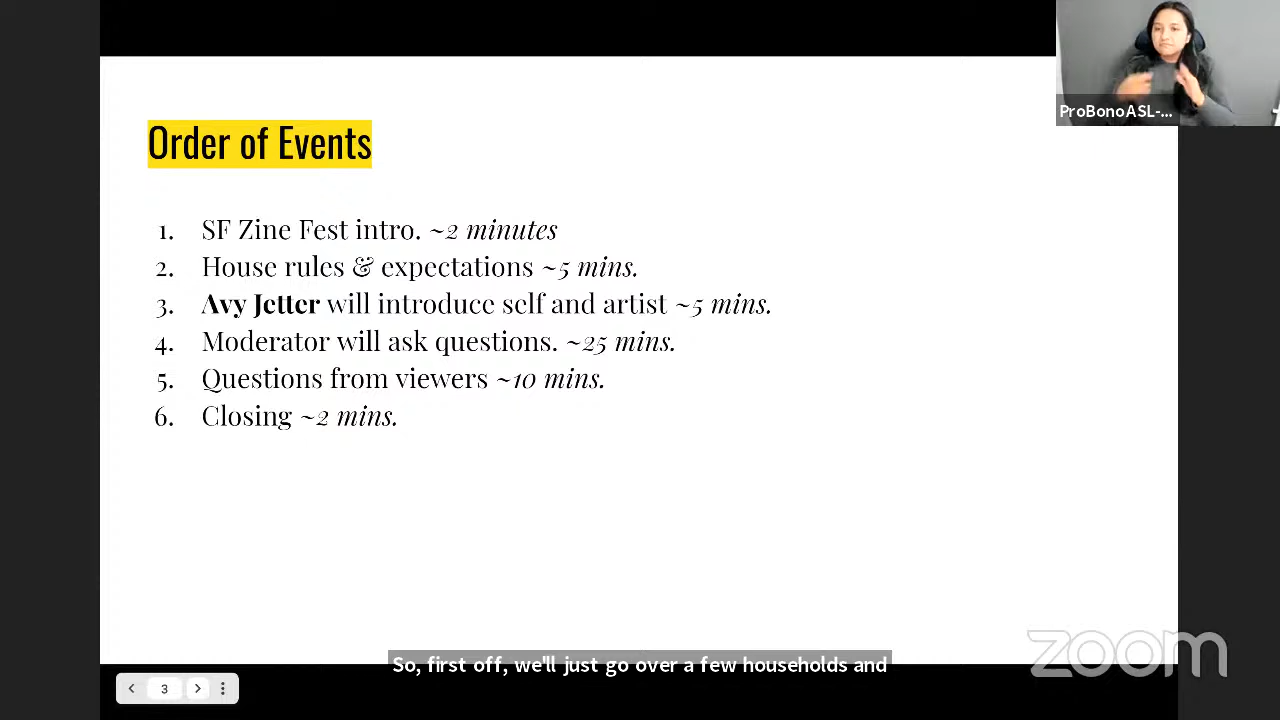 ProBonoASL-...
Order of Events
1. SF Zine Fest intro. ~2 minutes
2. House rules & expectations ~5 mins.
3. Avy Jetter will introduce self and artist ~5 mins.
4. Moderator will ask questions. ~25 mins.
5. Questions from viewers ~10 mins.
6. Closing ~2 mins.
zoom
So, first off, we'll just go over a few households and
3